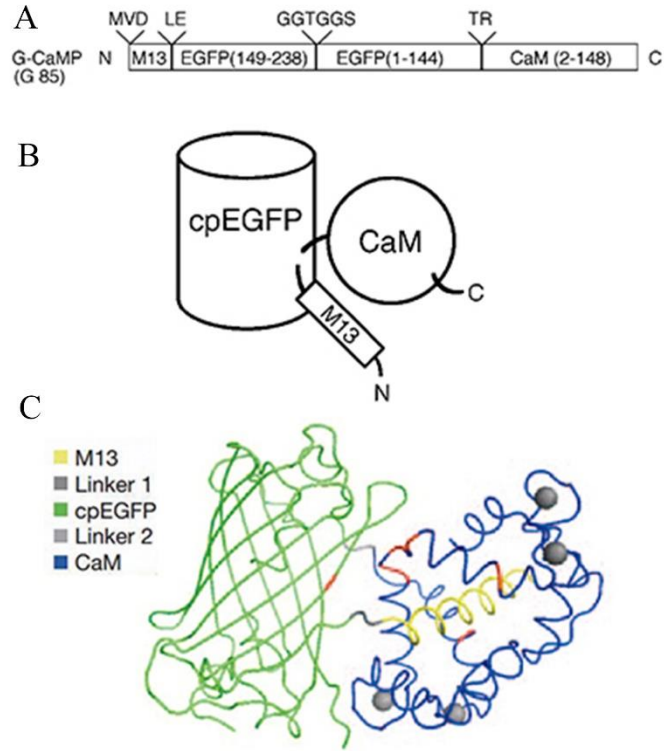 A
MVD LE GGTGGS TR
G-CaMP N M13 EGFP(149-238) EGFP(1-144) CaM (2-148) C
(G 85)
B
cpEGFP
CaM
C
M13
N
C
M13
Linker 1
cpEGFP
Linker 2
CaM